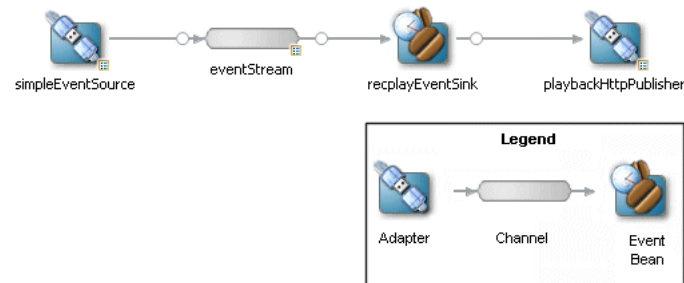 simpleEventSource
eventStream
recplayEventSink
playbackHttpPublisher
Legend
Adapter
Channel
Event
Bean